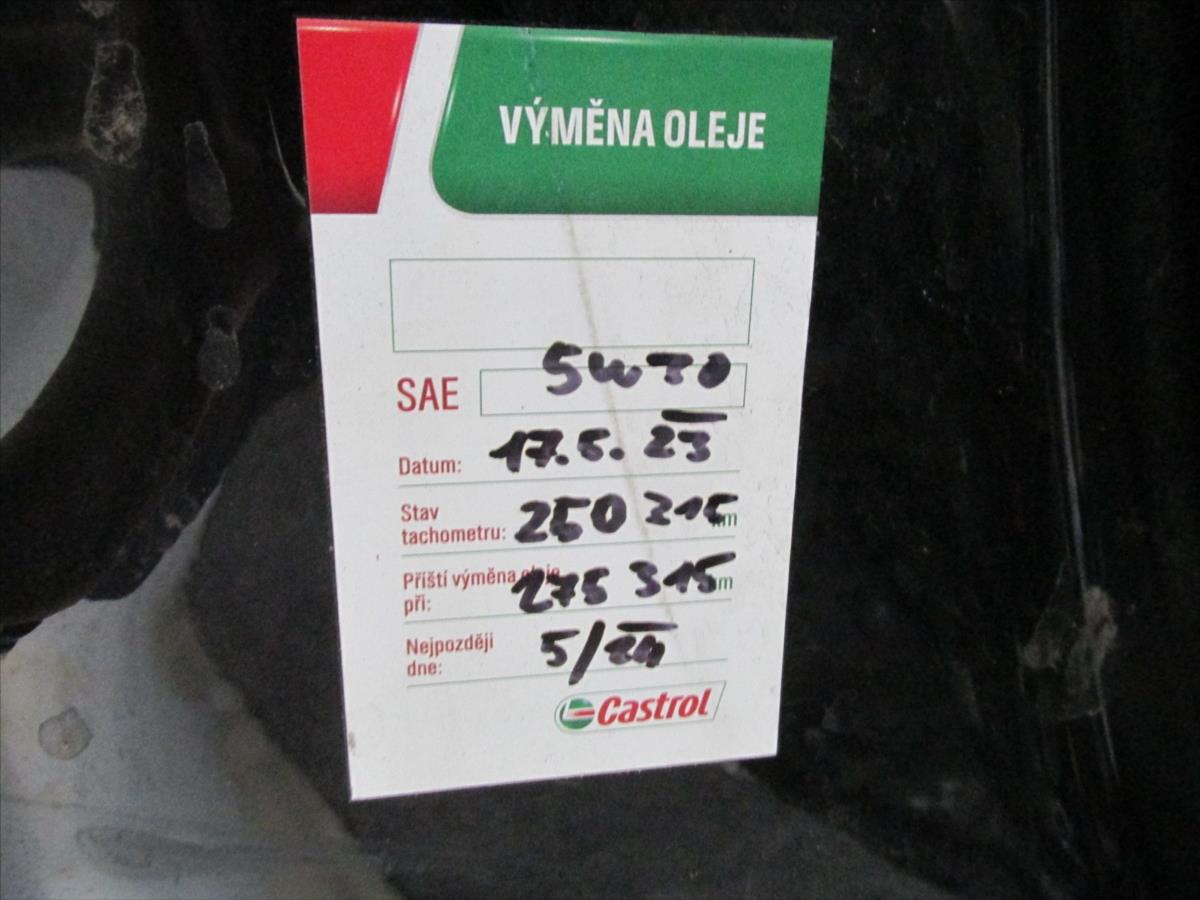 VÝMĚNA OLEJE
SAE 5W30
Datum: 17.5.23
Stav
tachometru: 250 315 km
Příští výměna oleje
při: 275 315 km
Nejpozději
dne: 5/24
Castrol